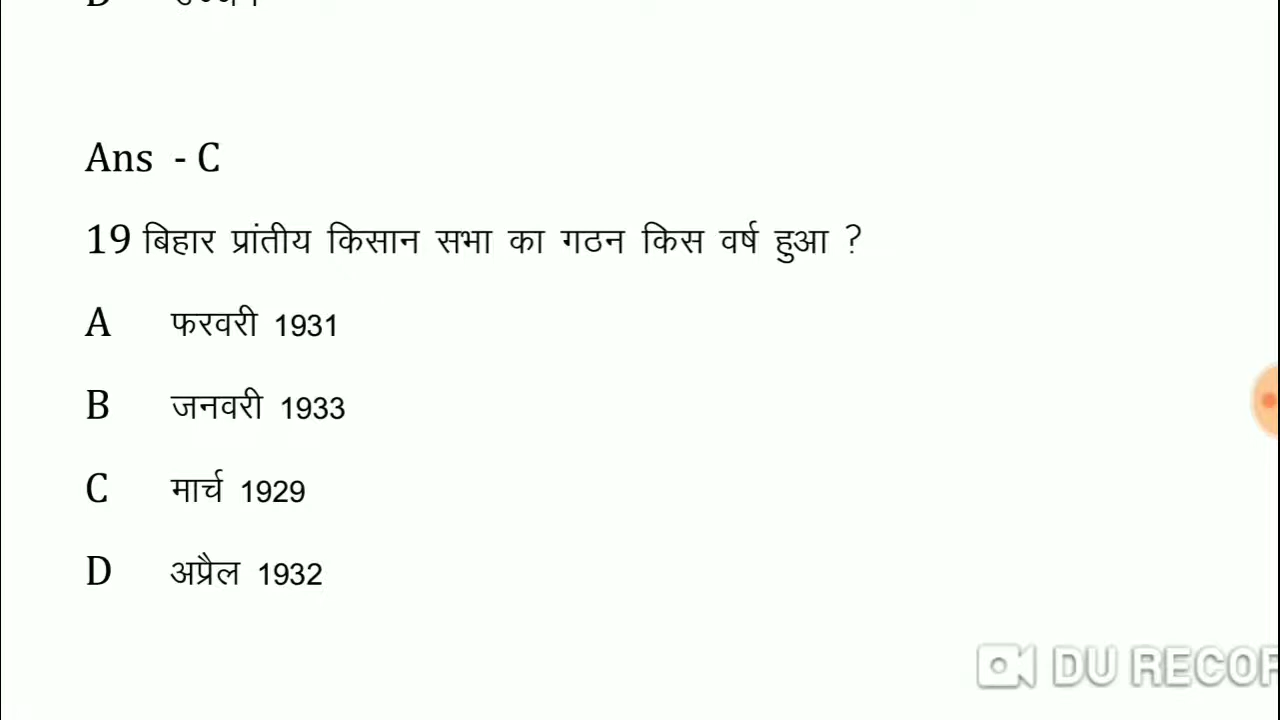 Ans - C
19 बिहार प्रांतीय किसान सभा का गठन किस वर्ष हुआ ?
A फरवरी 1931
B जनवरी 1933
C मार्च 1929
D अप्रैल 1932
DU RECOR